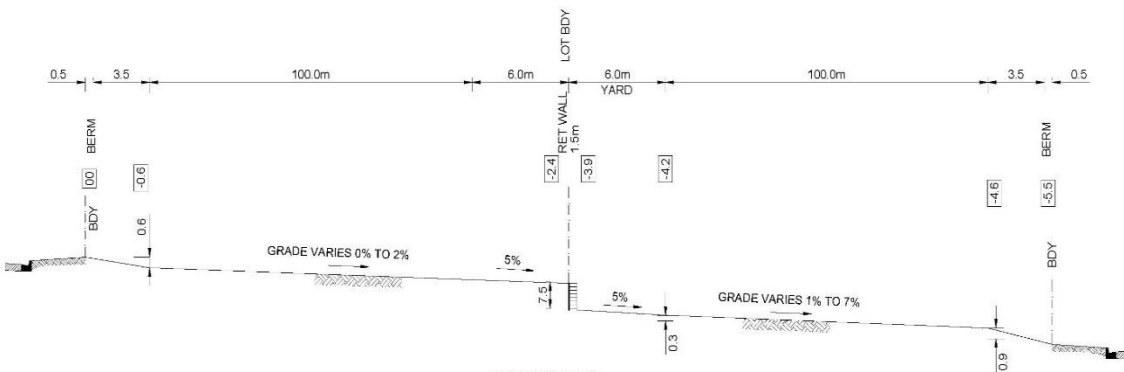 LOT BDY
0.5
3.5
100.0m
6.0m
6.0m
100.0m
3.5
0.5
YARD
BERM
RET WALL
1.5m
BERM
00
-0.6
-2.4
-3.9
-4.2
-4.6
-5.5
BDY
0.6
GRADE VARIES 0% TO 2%
5%
7.5
5%
GRADE VARIES 1% TO 7%
BDY
0.3
0.9